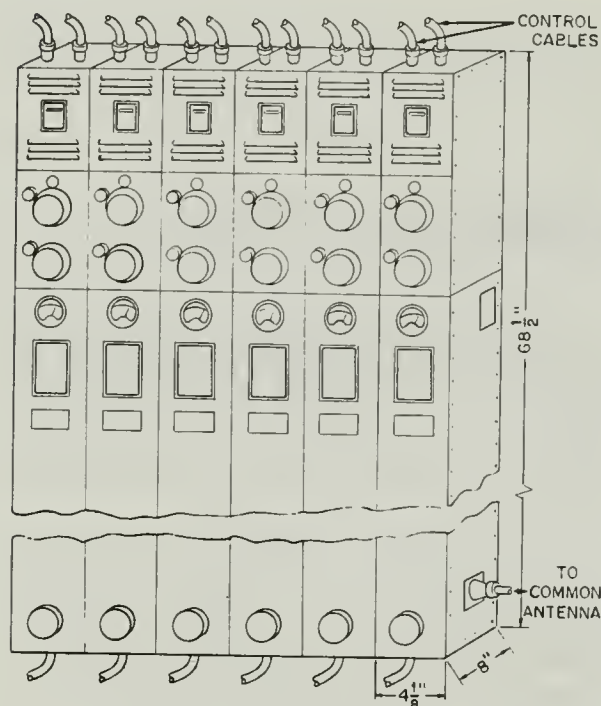 CONTROL
CABLES
68 1/2"
TO
COMMON
ANTENNA
8"
4 1/8"